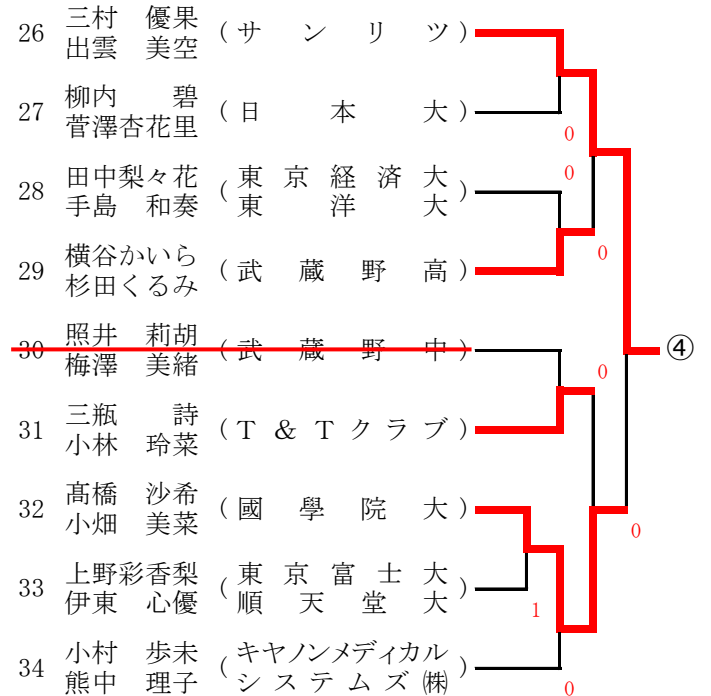 26 三村 優果 (サンリツ)
出雲 美空
27 柳内 碧 (日本大)
菅澤杏花里
0
28 田中梨々花 (東京経済大
手島 和奏 東洋大)
0
29 横谷かいら (武蔵野高)
杉田くるみ
0
30 照井 莉胡 (武蔵野中)
梅澤 美緒
④
0
31 三瓶 詩 (T&Tクラブ)
小林 玲菜
32 髙橋 沙希 (國學院大)
小畑 美菜
0
33 上野彩香梨 (東京富士大
伊東 心優 順天堂大)
1
34 小村 歩未 (キヤノンメディカル
熊中 理子 システムズ㈱)
0